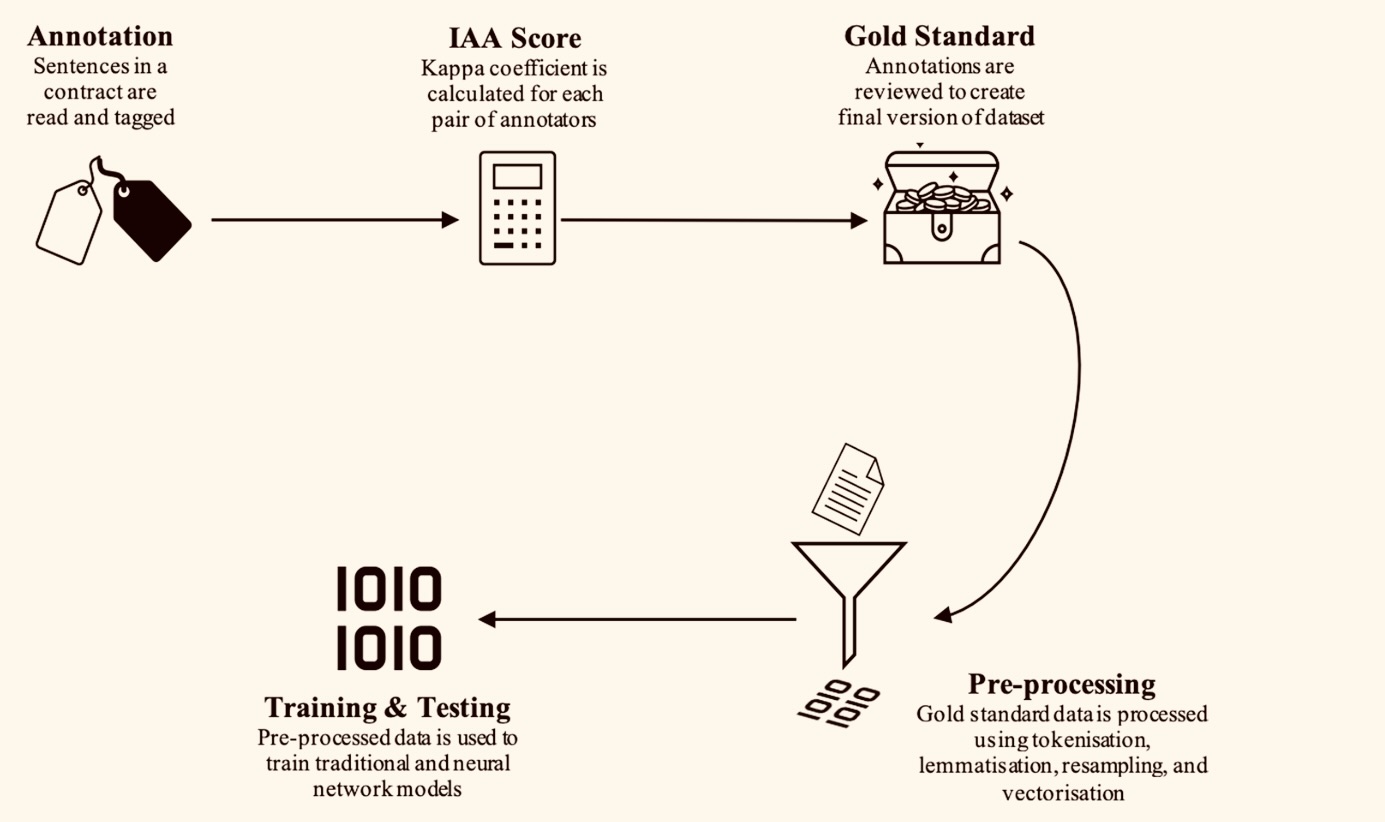 Annotation
Sentences in a
contract are
read and tagged
IAA Score
Kappa coefficient is
calculated for each
pair of annotators
Gold Standard
Annotations are
reviewed to create
final version of dataset
1010
1010
Pre-processing
Gold standard data is processed
using tokenisation,
lemmatisation, resampling, and
vectorisation
1010
1010
Training & Testing
Pre-processed data is used to
train traditional and neural
network models